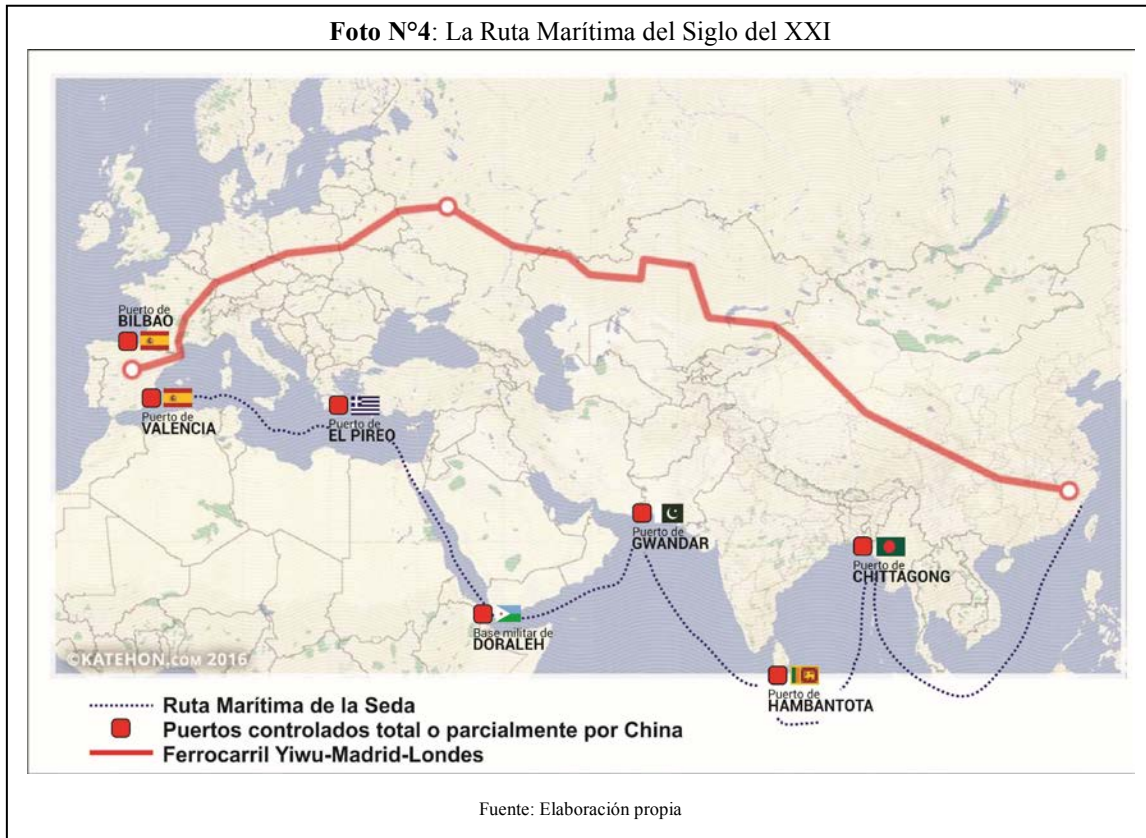 Foto N°4: La Ruta Marítima del Siglo del XXI
Puerto de
BILBAO
Puerto de
VALENCIA
Puerto de
EL PIREO
Puerto de
GWANDAR
Puerto de
CHITTAGONG
Base militar de
DORALEH
Puerto de
HAMBANTOTA
©KATEHON.COM 2016
Ruta Marítima de la Seda
Puertos controlados total o parcialmente por China
Ferrocarril Yiwu-Madrid-Londes
Fuente: Elaboración propia